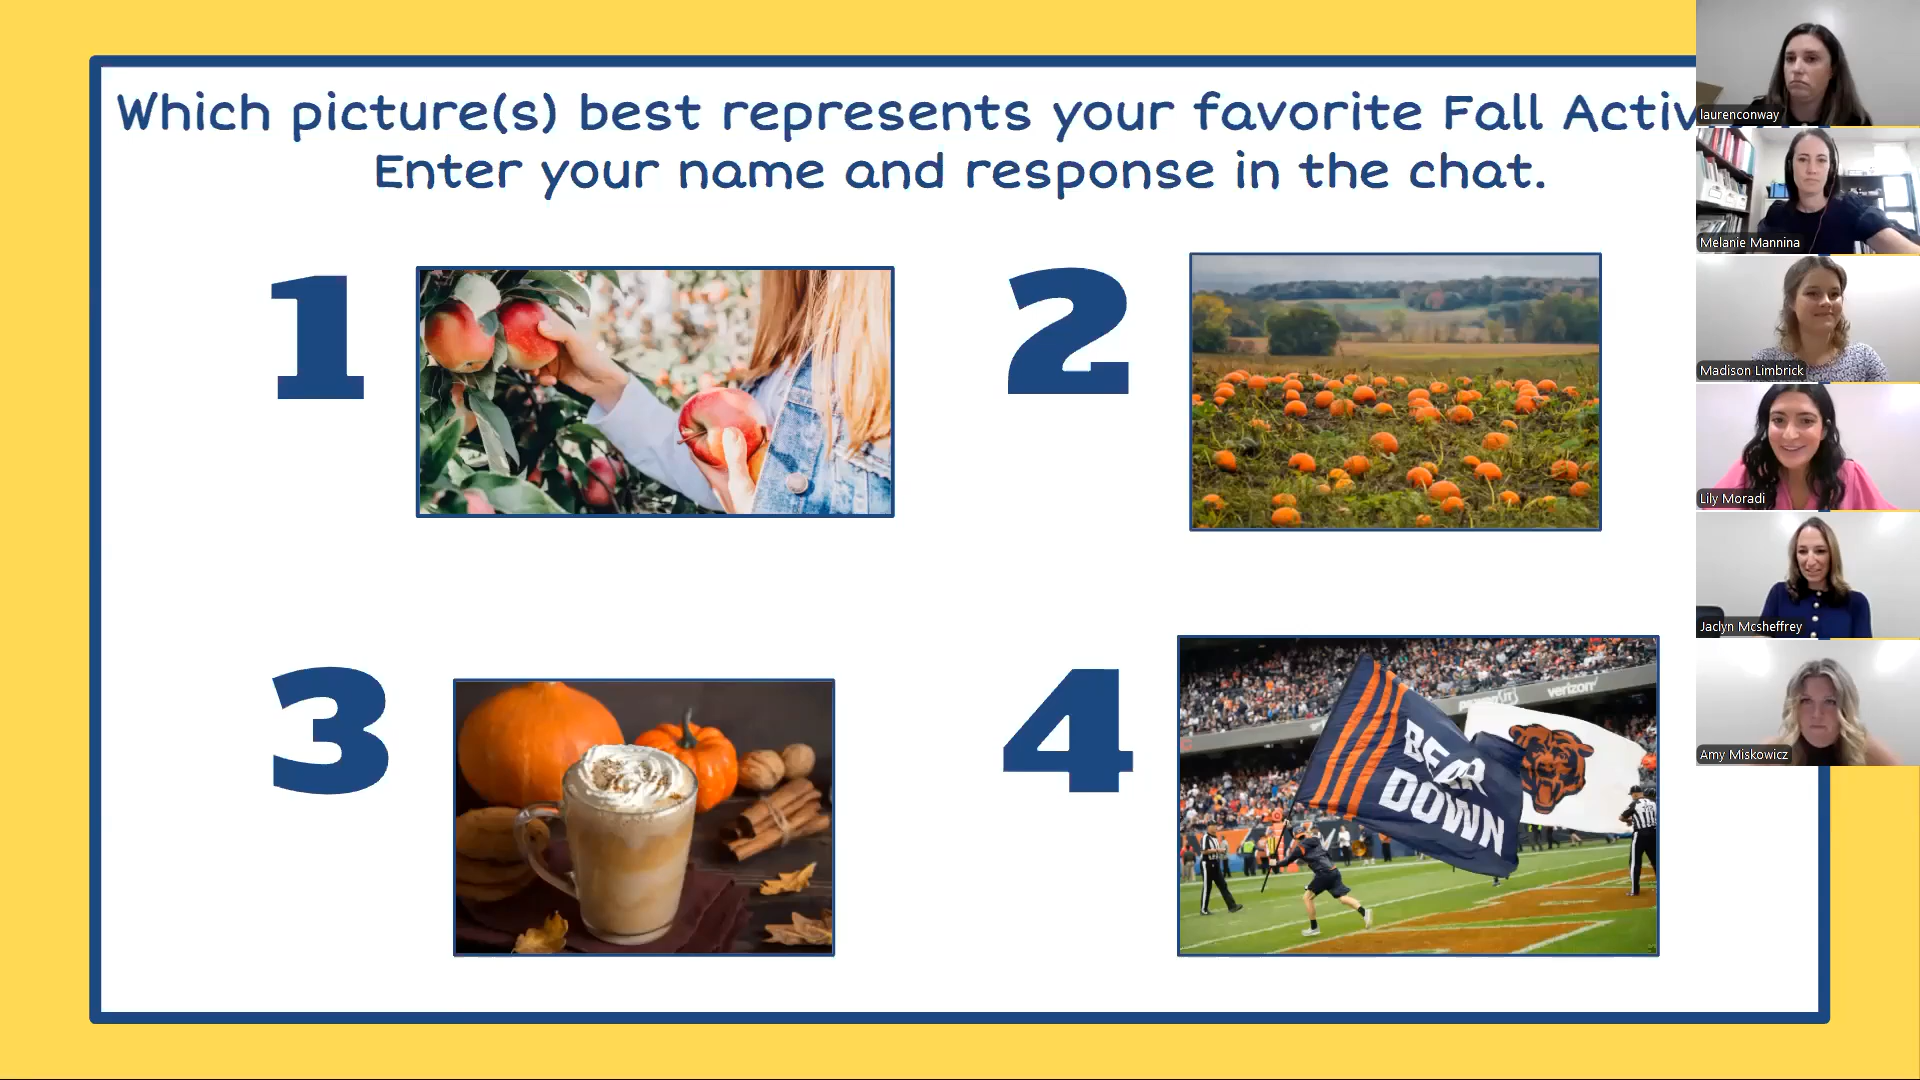 Which picture(s) best represents your favorite Fall
Enter your name and response in the chat.
1
2
3
4
verizon
BEAR
DOWN
laurenconway
Melanie Mannina
Madison Limbrick
Lily Moradi
Jaclyn Mcsheffrey
Amy Miskowicz